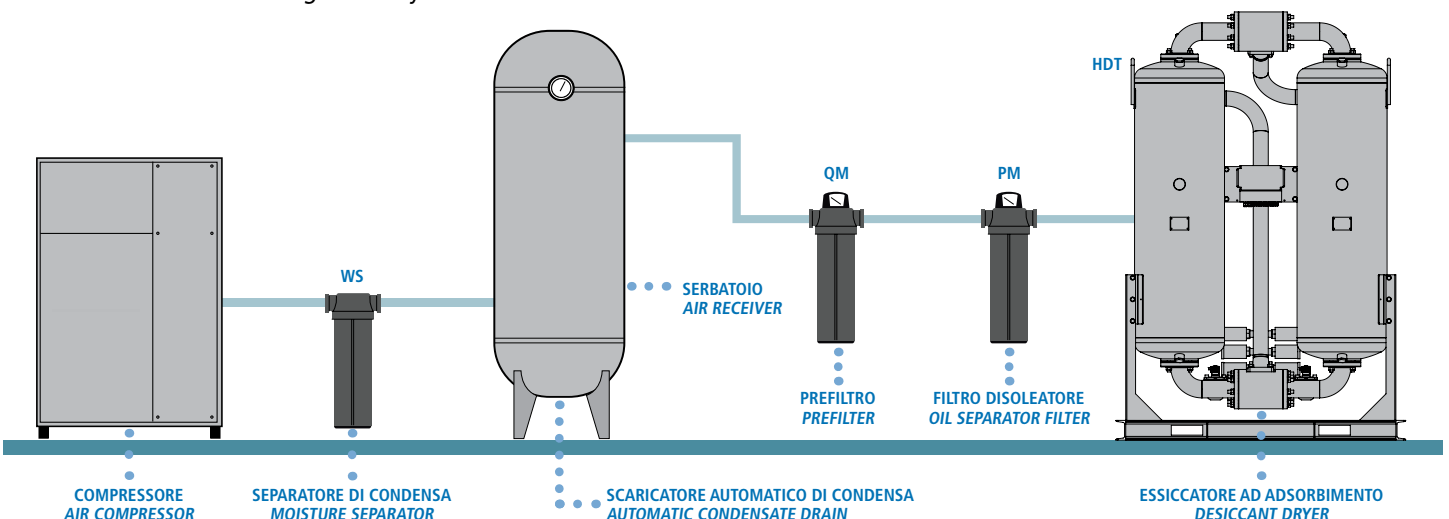 HDT
QM
PM
WS
SERBATOIO
AIR RECEIVER
PREFILTRO
PREFILTER
FILTRO DISOLEATORE
OIL SEPARATOR FILTER
COMPRESSORE
AIR COMPRESSOR
SEPARATORE DI CONDENSA
MOISTURE SEPARATOR
SCARICATORE AUTOMATICO DI CONDENSA
AUTOMATIC CONDENSATE DRAIN
ESSICCATORE AD ADSORBIMENTO
DESICCANT DRYER